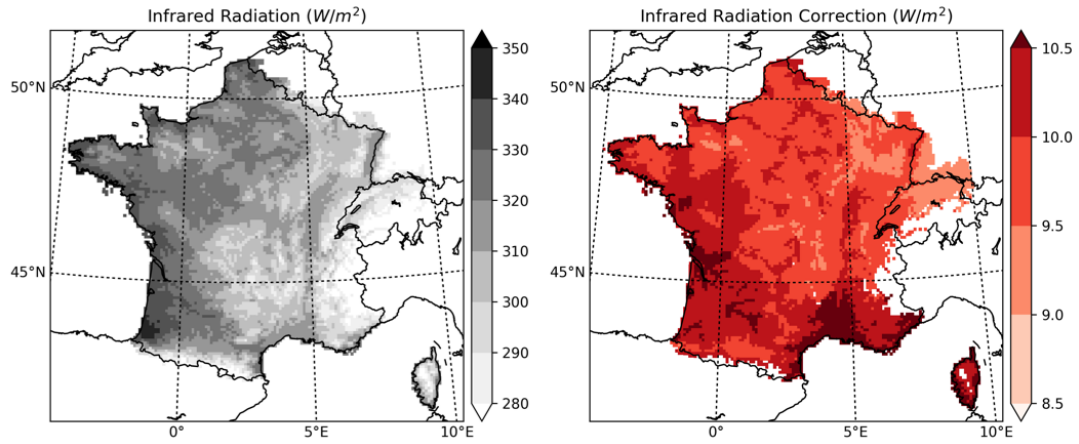 Infrared Radiation (W/m²)
350
340
330
320
310
300
290
280
50°N
45°N
0°
5°E
10°E
Infrared Radiation Correction (W/m²)
10.5
10.0
9.5
9.0
8.5
50°N
45°N
0°
5°E
10°E